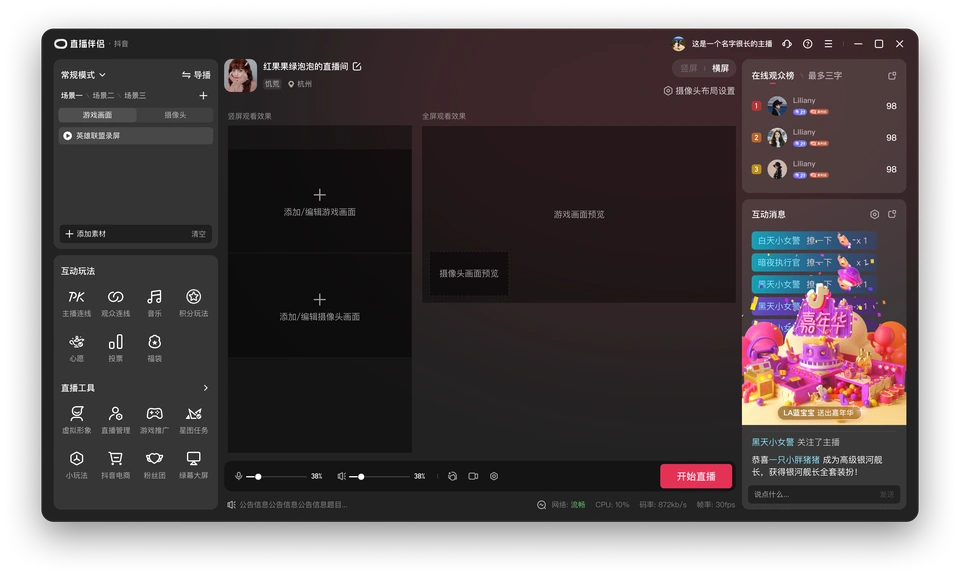 直播伴侣 · 抖音
这是一个名字很长的主播
常规模式
导播
场景一 场景二 场景三
游戏画面 摄像头
英雄联盟录屏
添加素材 清空
互动玩法
PK
主播连线 观众连线 音乐 积分玩法
心愿 投票 福袋
直播工具
虚拟形象 直播管理 游戏推广 星图任务
小玩法 抖音电商 粉丝团 绿幕大屏
红果果绿泡泡的直播间
饥荒 杭州
竖屏 横屏
摄像头布局设置
竖屏观看效果
全屏观看效果
添加/编辑游戏画面
添加/编辑摄像头画面
游戏画面预览
摄像头画面预览
38% 38%
开始直播
公告信息公告信息公告信息题目...
网络: 流畅 CPU: 10% 码率: 872kb/s 帧率: 30fps
在线观众榜 最多三字
1 Liliany 98
2 Liliany 98
3 Liliany 98
互动消息
白天小女警 撩一下 x 1
暗夜执行官 撩一下 x
黑天小女警 x 1
黑天小女警
嘉年华
LA蓝宝宝 送出嘉年华
黑天小女警 关注了主播
恭喜一只小胖猪猪 成为高级银河舰
长，获得银河舰长全套装扮！
说点什么... 发送